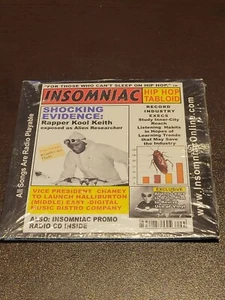 "FOR THOSE WHO CAN'T SLEEP ON HIP HOP."
INSOMNIAC
HIP HOP
TABLOID
SHOCKING
EVIDENCE:
Rapper Kool Keith
exposed as Alien Researcher
RECORD
INDUSTRY
EXECS
Study Inner-City
Roach
Listening Habits
in Hopes of
Learning Trends
that May Save
the Industry
EXCLUSIVE
VICE PRESIDENT CHANEY
TO LAUNCH HALLIBURTON
(MIDDLE) EAST -DIGITAL
MUSIC DISTRO COMPANY
ALSO: INSOMNIAC PROMO
RADIO CD INSIDE
All Songs Are Radio Playable
www.InsomniacOnline.com